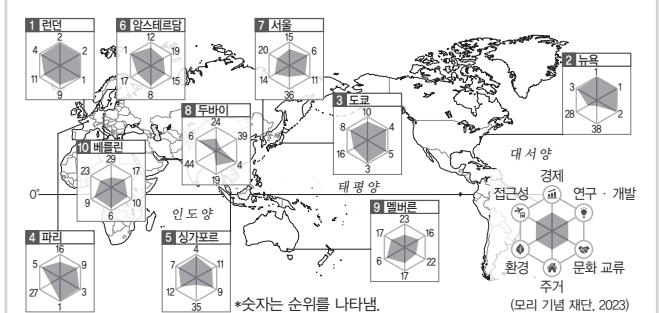 1 런던
2
4 2
11 1
9
6 암스테르담
12
1 19
17 15
8
7 서울
15
20 6
14 11
36
2 뉴욕
1
3 1
28 2
38
3 도쿄
10
8 4
16 5
3
8 두바이
24
6 39
44 4
19
10 베를린
29
23 17
9 10
6
대서양
태평양
인도양
0°
4 파리
16
5 9
27 3
1
5 싱가포르
4
7 11
12 9
35
9 멜버른
23
17 16
6 22
17
경제
접근성 연구·개발
환경 문화 교류
주거
*숫자는 순위를 나타냄.
(모리 기념 재단, 2023)